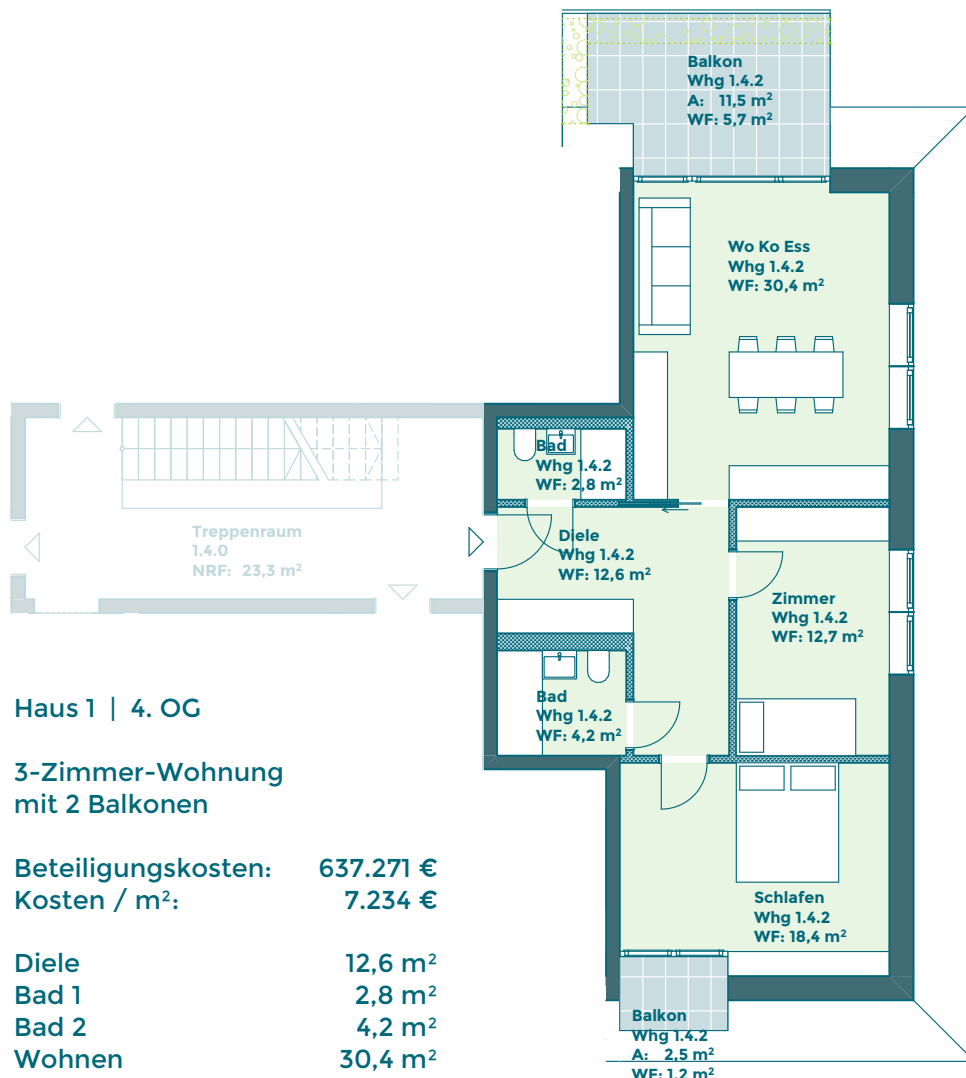 Balkon
Whg 1.4.2
A: 11,5 m²
WF: 5,7 m²
Wo Ko Ess
Whg 1.4.2
WF: 30,4 m²
Bad
Whg 1.4.2
WF: 2,8 m²
Treppenraum
1.4.0
NRF: 23,3 m²
Diele
Whg 1.4.2
WF: 12,6 m²
Zimmer
Whg 1.4.2
WF: 12,7 m²
Bad
Whg 1.4.2
WF: 4,2 m²
Schlafen
Whg 1.4.2
WF: 18,4 m²
Balkon
Whg 1.4.2
A: 2,5 m²
WF: 1,2 m²
Haus 1 | 4. OG
3-Zimmer-Wohnung
mit 2 Balkonen
Beteiligungskosten: 637.271 €
Kosten / m²: 7.234 €
Diele 12,6 m²
Bad 1 2,8 m²
Bad 2 4,2 m²
Wohnen 30,4 m²